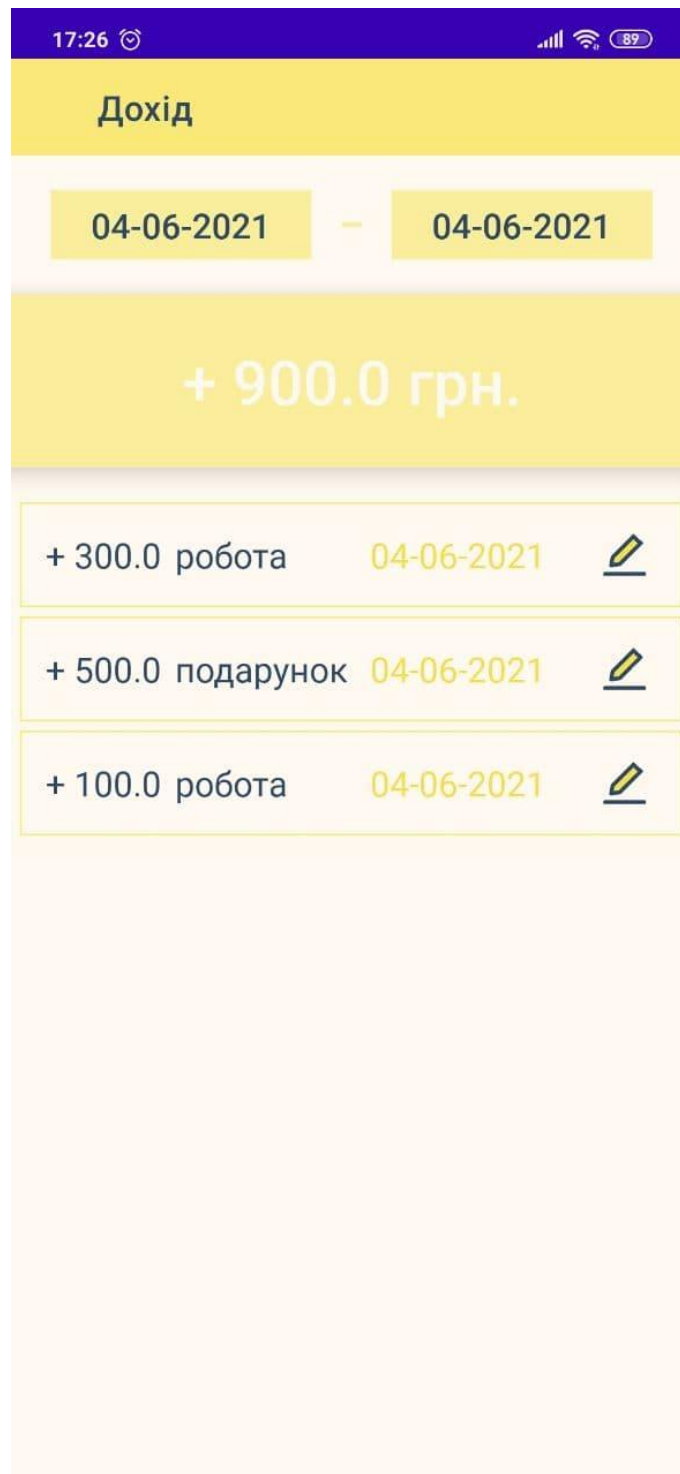 17:26 89
Дохід
04-06-2021 – 04-06-2021
+ 900.0 грн.
+ 300.0 робота 04-06-2021
+ 500.0 подарунок 04-06-2021
+ 100.0 робота 04-06-2021